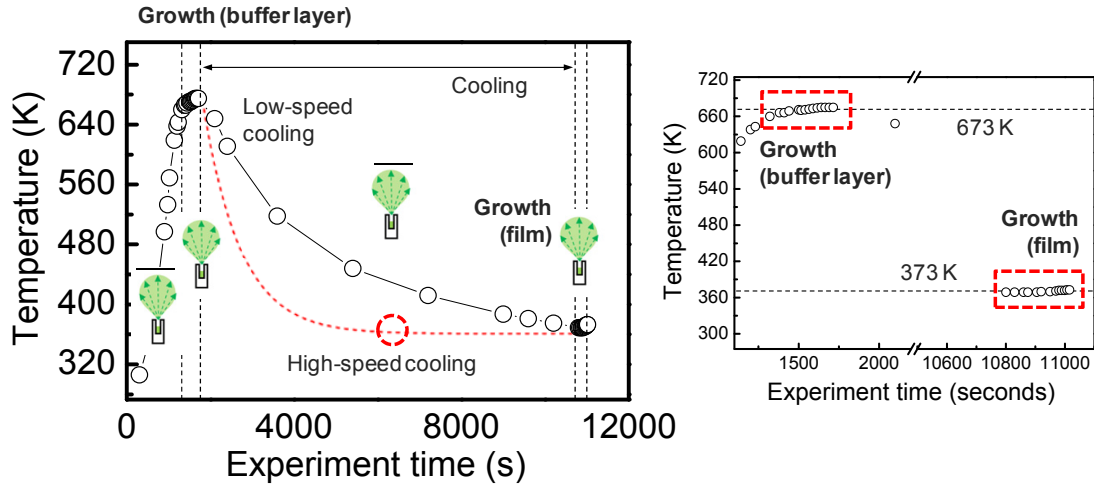 Growth (buffer layer)
720
640
560
480
400
320
Temperature (K)
Low-speed
cooling
Cooling
Growth
(film)
High-speed cooling
0
4000
8000
12000
Experiment time (s)
720
660
600
540
480
420
360
300
Temperature (K)
673 K
Growth
(buffer layer)
Growth
(film)
373 K
1500
2000
10600
10800
11000
Experiment time (seconds)